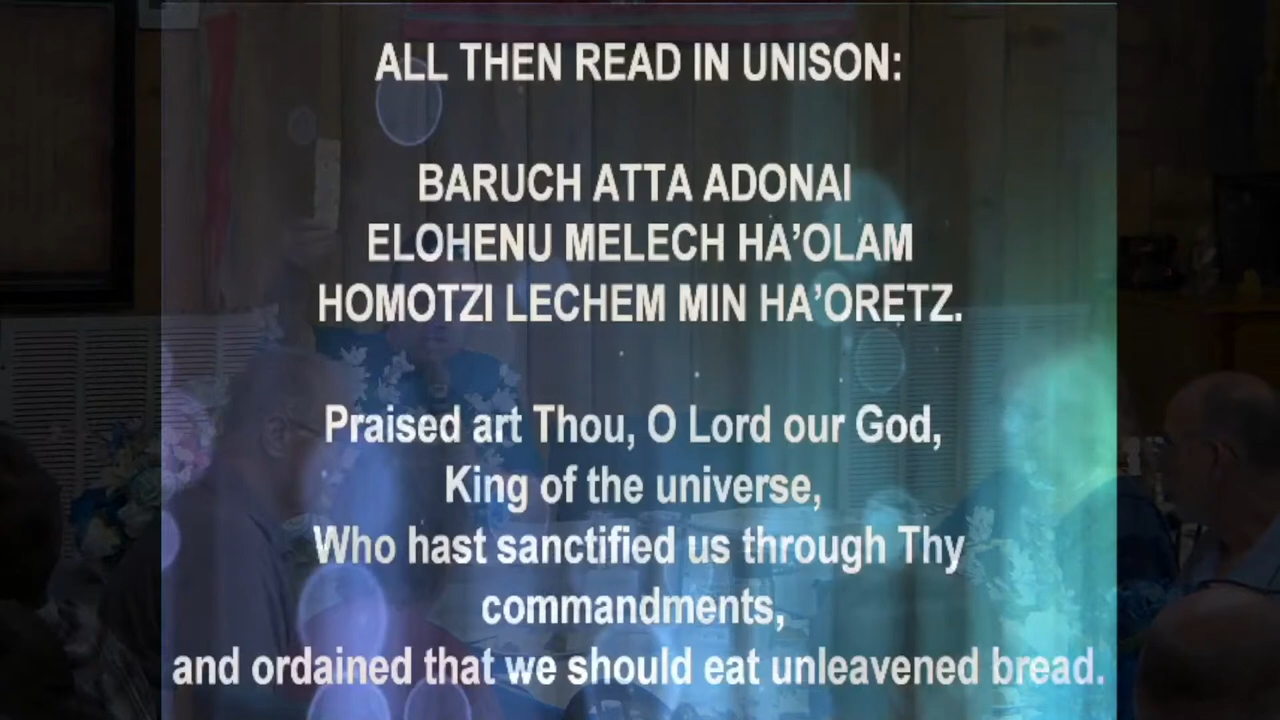 ALL THEN READ IN UNISON:
BARUCH ATTA ADONAI
ELOHENU MELECH HA’OLAM
HOMOTZI LECHEM MIN HA’ORETZ.
Praised art Thou, O Lord our God,
King of the universe,
Who hast sanctified us through Thy
commandments,
and ordained that we should eat unleavened bread.